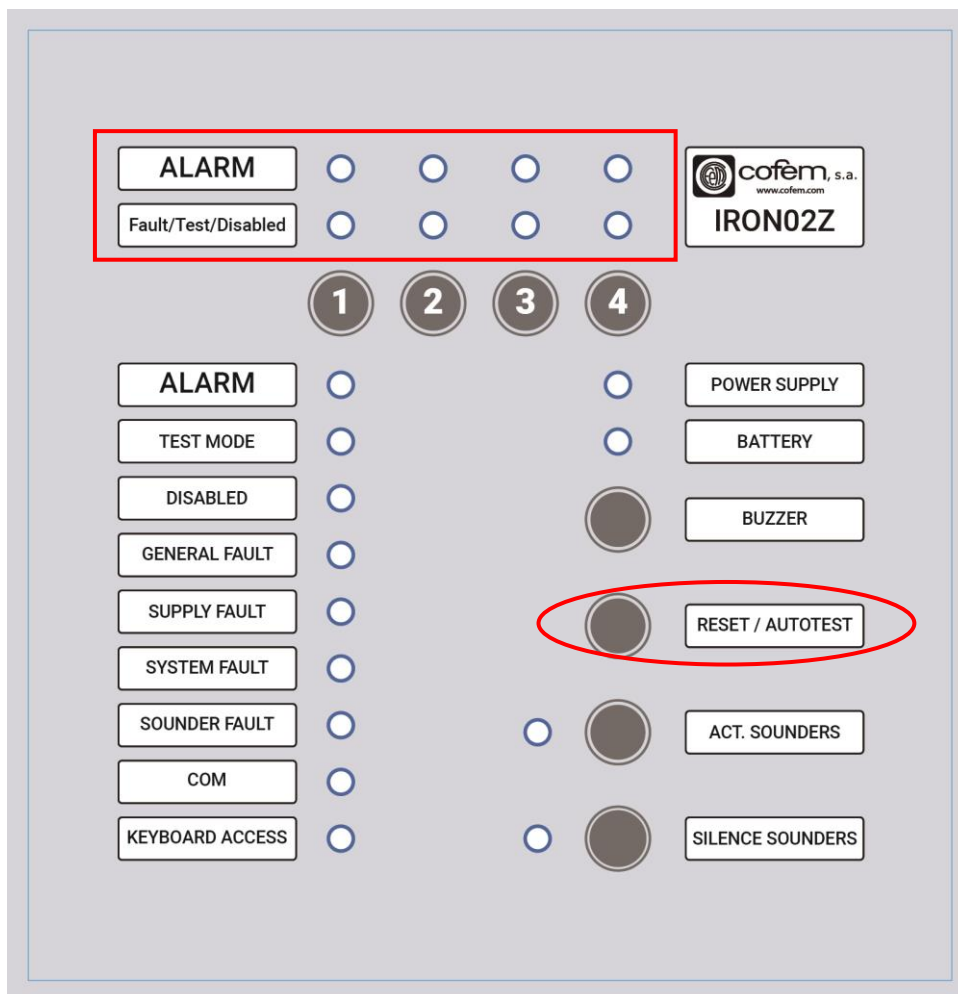 ALARM
cofem, s.a.
www.cofem.com
Fault/Test/Disabled
IRON02Z
1 2 3 4
ALARM
POWER SUPPLY
TEST MODE
BATTERY
DISABLED
BUZZER
GENERAL FAULT
SUPPLY FAULT
RESET / AUTOTEST
SYSTEM FAULT
SOUNDER FAULT
ACT. SOUNDERS
COM
KEYBOARD ACCESS
SILENCE SOUNDERS